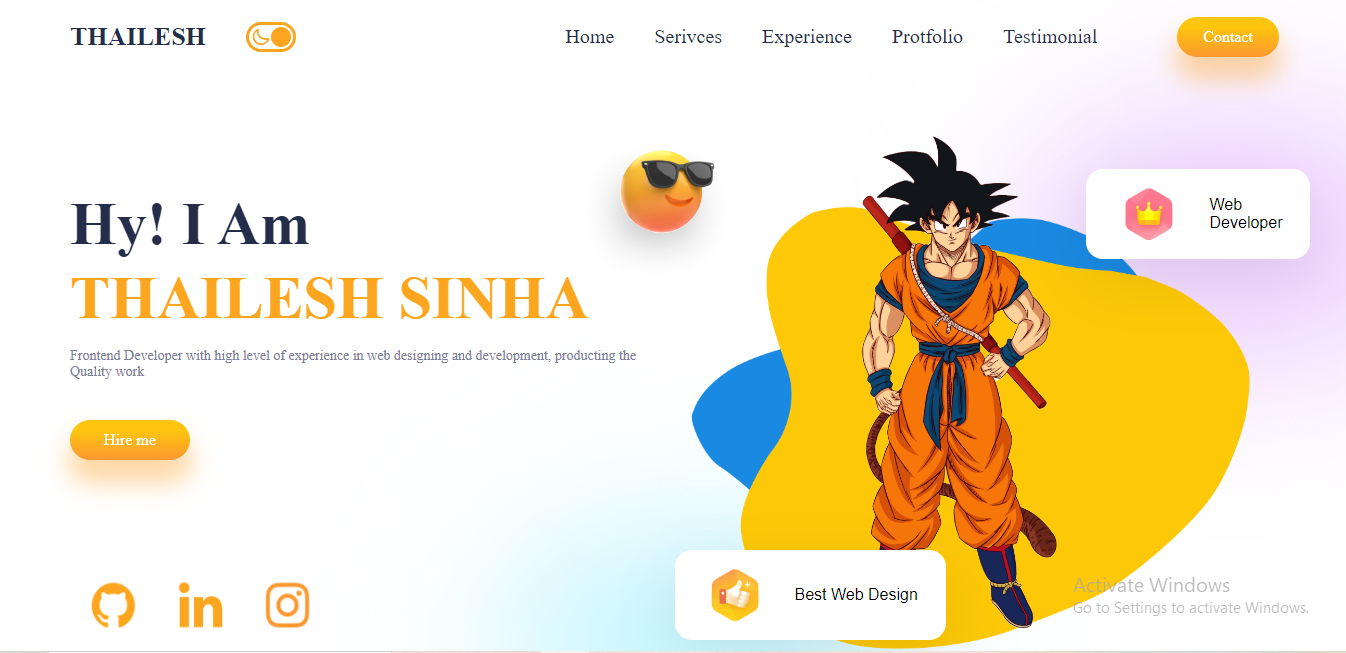 THAILESH
Home
Serivces
Experience
Protfolio
Testimonial
Contact
Web
Developer
Hy! I Am
THAILESH SINHA
Frontend Developer with high level of experience in web designing and development, producting the
Quality work
Hire me
Best Web Design
Activate Windows
Go to Settings to activate Windows.